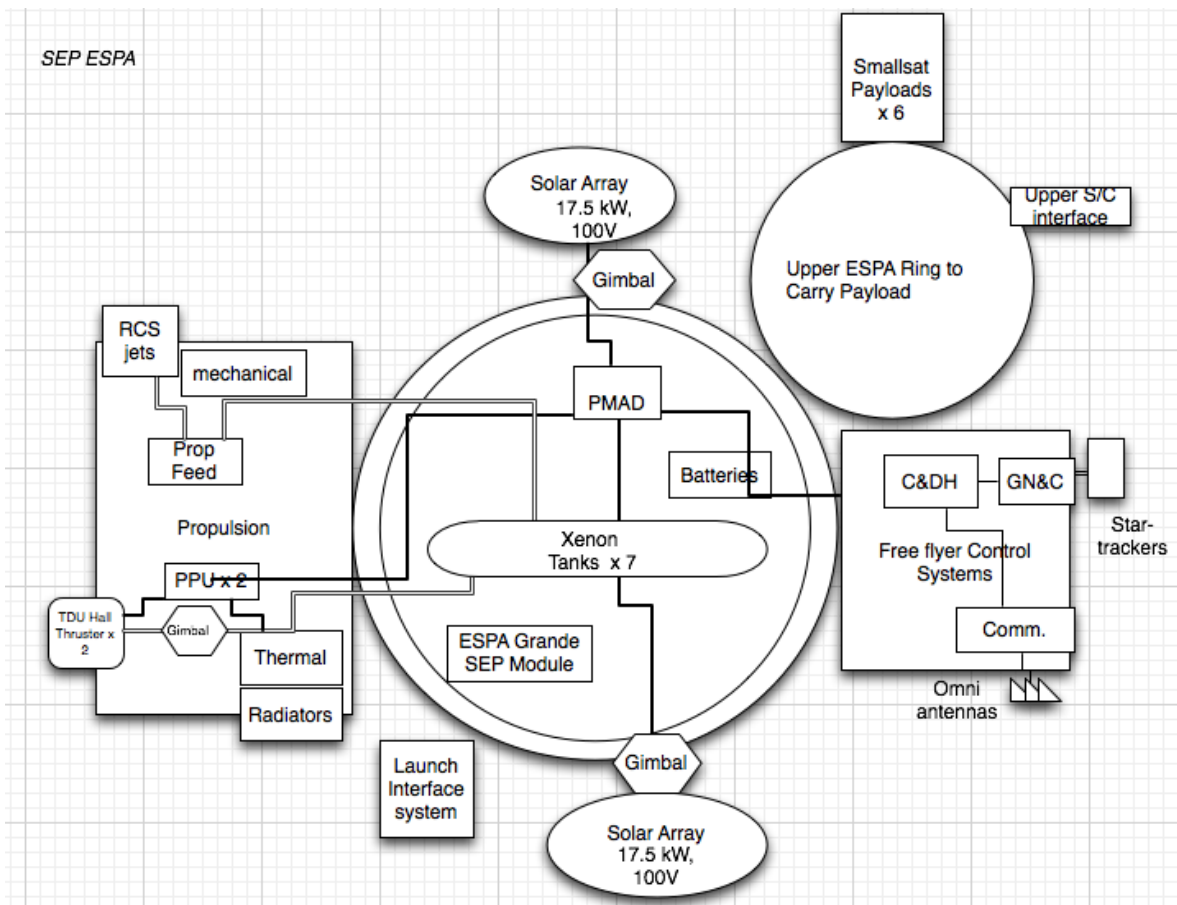 SEP ESPA
Smallsat
Payloads
x 6
Solar Array
17.5 kW,
100V
Upper S/C
interface
Gimbal
Upper ESPA Ring to
Carry Payload
RCS
jets
mechanical
PMAD
Prop
Feed
Batteries
C&DH
GN&C
Star-
trackers
Propulsion
Xenon
Tanks x 7
Free flyer Control
Systems
PPU x 2
TDU Hall
Thruster x
2
Gimbal
Thermal
ESPA Grande
SEP Module
Comm.
Radiators
Omni
antennas
Launch
Interface
system
Gimbal
Solar Array
17.5 kW,
100V